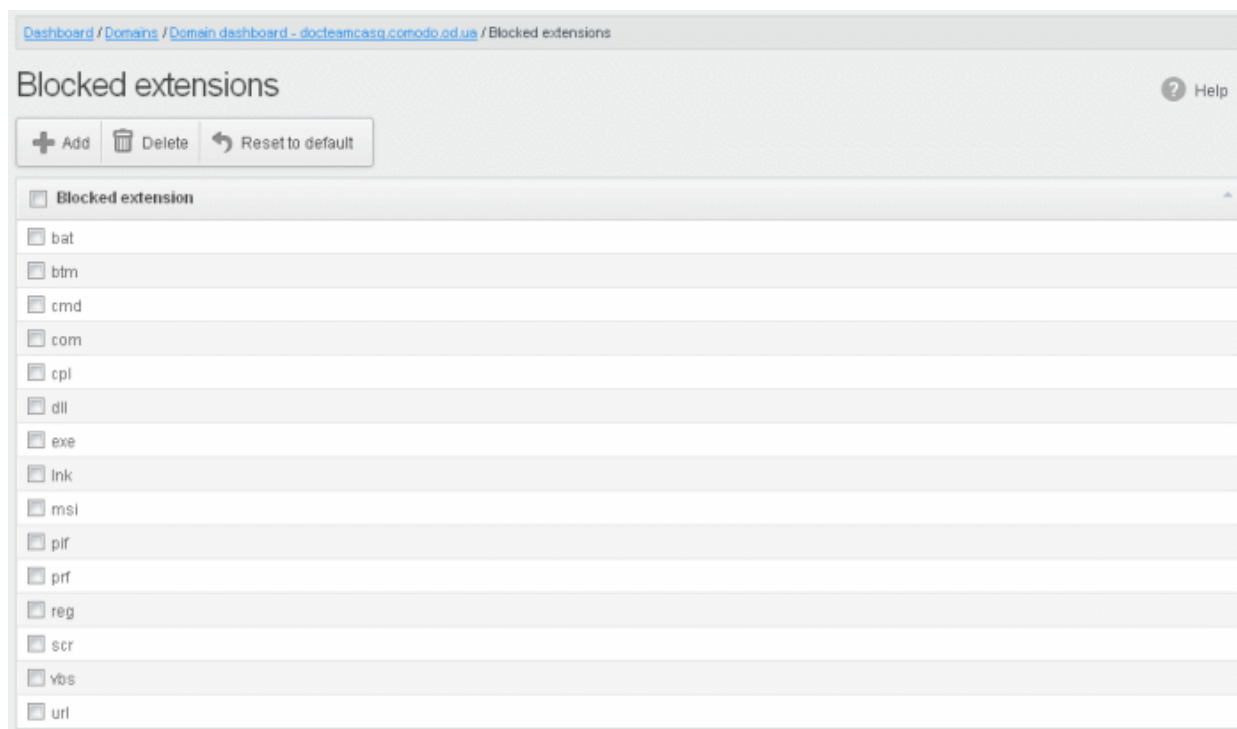 Dashboard / Domains / Domain dashboard - docteamcasg.comodo.od.ua / Blocked extensions
Blocked extensions
? Help
Add Delete Reset to default
Blocked extension
bat
btm
cmd
com
cpl
dll
exe
lnk
msi
pif
prf
reg
scr
vbs
url